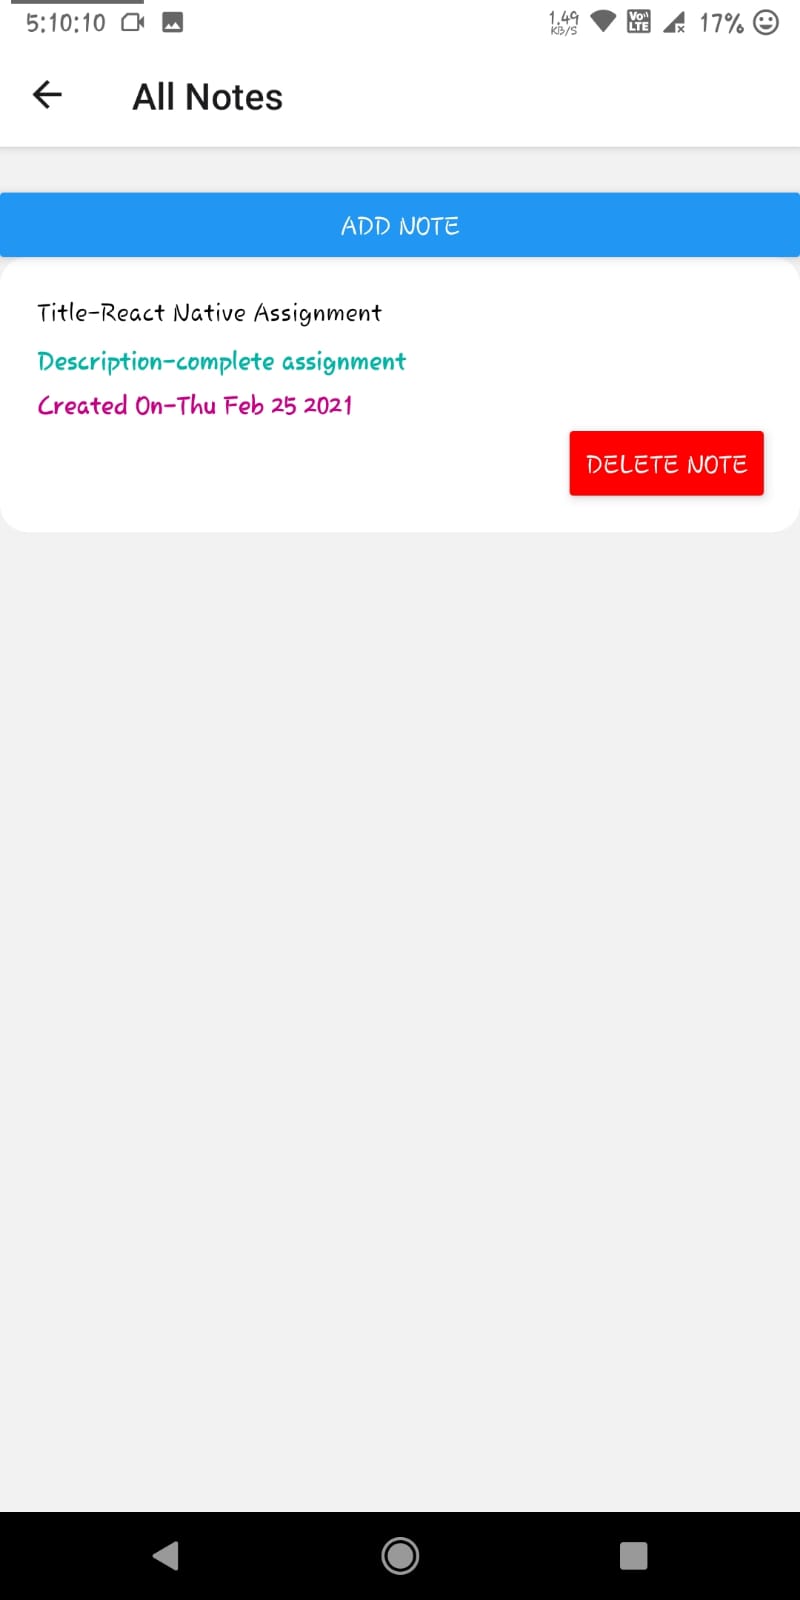 5:10:10 1.49 KB/S Vo)) LTE 17%
All Notes
ADD NOTE
Title-React Native Assignment
Description-complete assignment
Created On-Thu Feb 25 2021
DELETE NOTE